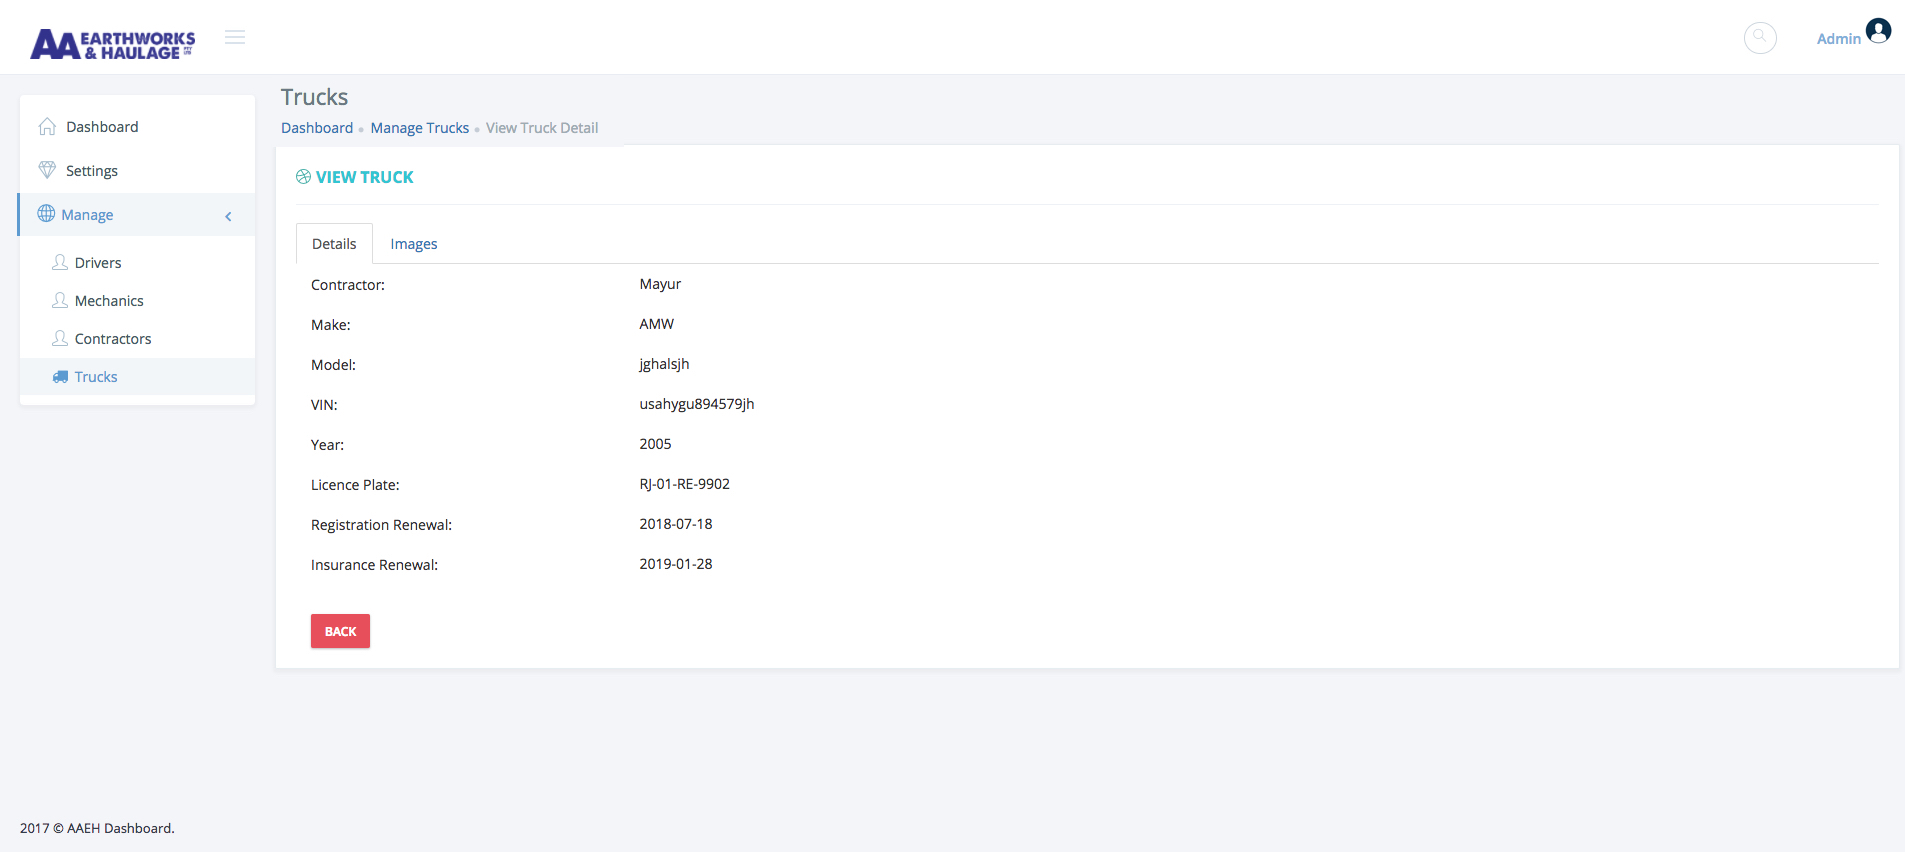 AA EARTHWORKS
& HAULAGE PTY LTD
Admin
Dashboard
Settings
Manage
Drivers
Mechanics
Contractors
Trucks
Trucks
Dashboard • Manage Trucks • View Truck Detail
VIEW TRUCK
Details Images
Contractor: Mayur
Make: AMW
Model: jghalsjh
VIN: usahygu894579jh
Year: 2005
Licence Plate: RJ-01-RE-9902
Registration Renewal: 2018-07-18
Insurance Renewal: 2019-01-28
BACK
2017 © AAEH Dashboard.